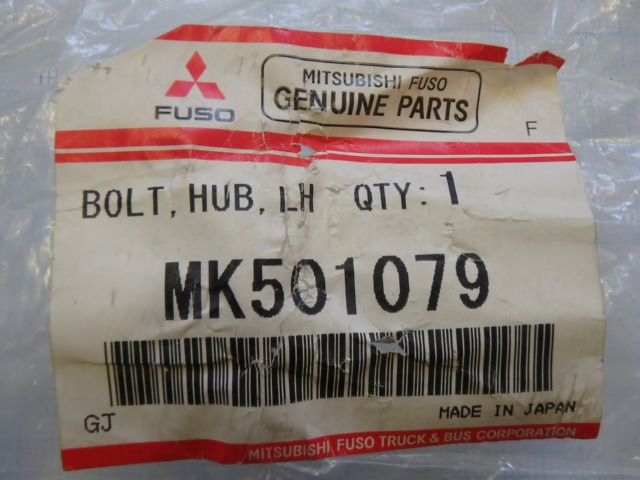 MITSUBISHI FUSO
GENUINE PARTS
FUSO
F
BOLT, HUB, LH QTY: 1
MK501079
GJ
MADE IN JAPAN
MITSUBISHI FUSO TRUCK & BUS CORPORATION